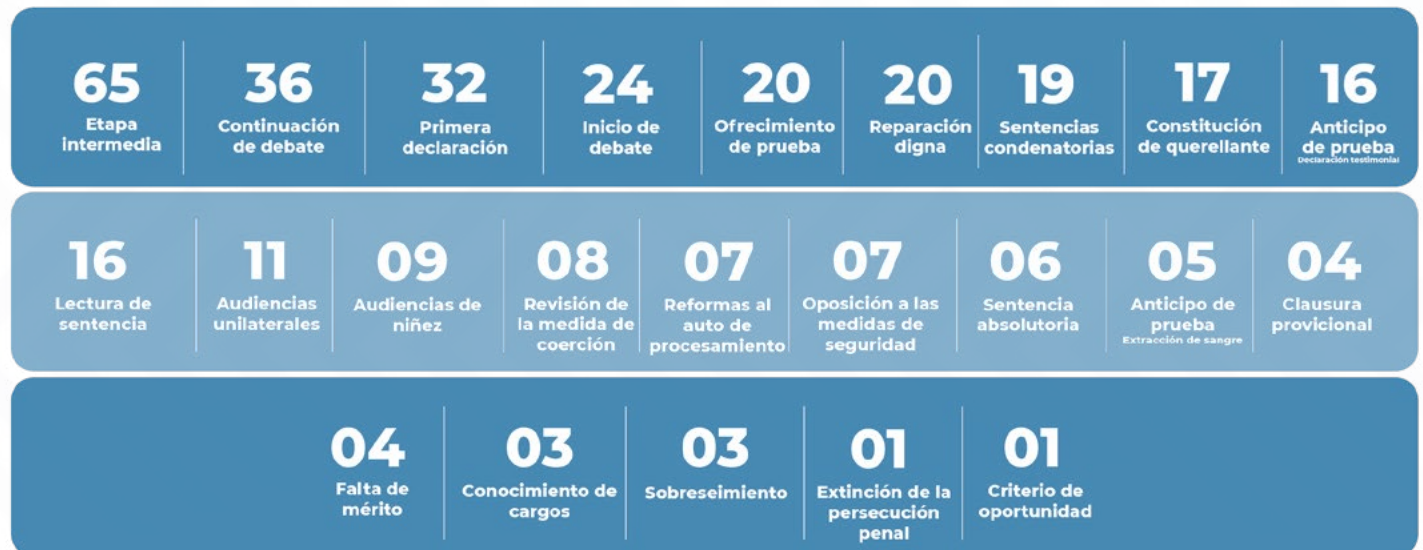 65
Etapa
intermedia
36
Continuación
de debate
32
Primera
declaración
24
Inicio de
debate
20
Ofrecimiento
de prueba
20
Reparación
digna
19
Sentencias
condenatorias
17
Constitución
de querellante
16
Anticipo
de prueba
Declaración testimonial
16
Lectura de
sentencia
11
Audiencias
unilaterales
09
Audiencias de
niñez
08
Revisión de
la medida de
coerción
07
Reformas al
auto de
procesamiento
07
Oposición a las
medidas de
seguridad
06
Sentencia
absolutoria
05
Anticipo de
prueba
Extracción de sangre
04
Clausura
provicional
04
Falta de
mérito
03
Conocimiento de
cargos
03
Sobreseimiento
01
Extinción de la
persecución
penal
01
Criterio de
oportunidad